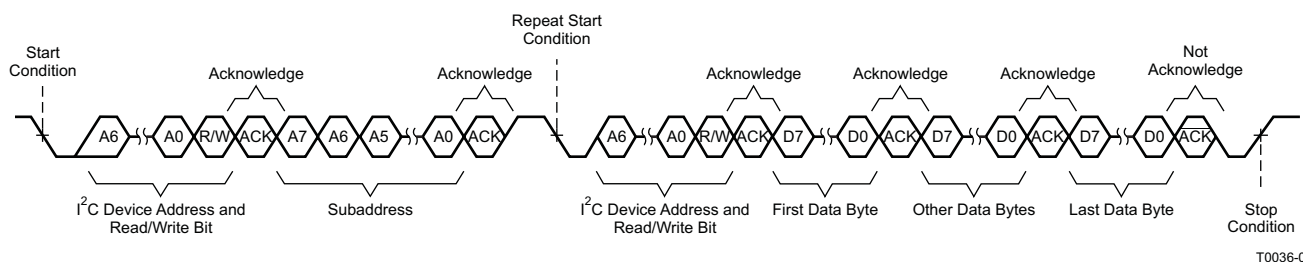 Repeat Start
Condition
Start
Condition
Not
Acknowledge
Acknowledge Acknowledge Acknowledge Acknowledge Acknowledge
A6 A0 R/W ACK A7 A6 A5 A0 ACK A6 A0 R/W ACK D7 D0 ACK D7 D0 ACK D7 D0 ACK
I²C Device Address and
Read/Write Bit
Subaddress
I²C Device Address and
Read/Write Bit
First Data Byte
Other Data Bytes
Last Data Byte
Stop
Condition